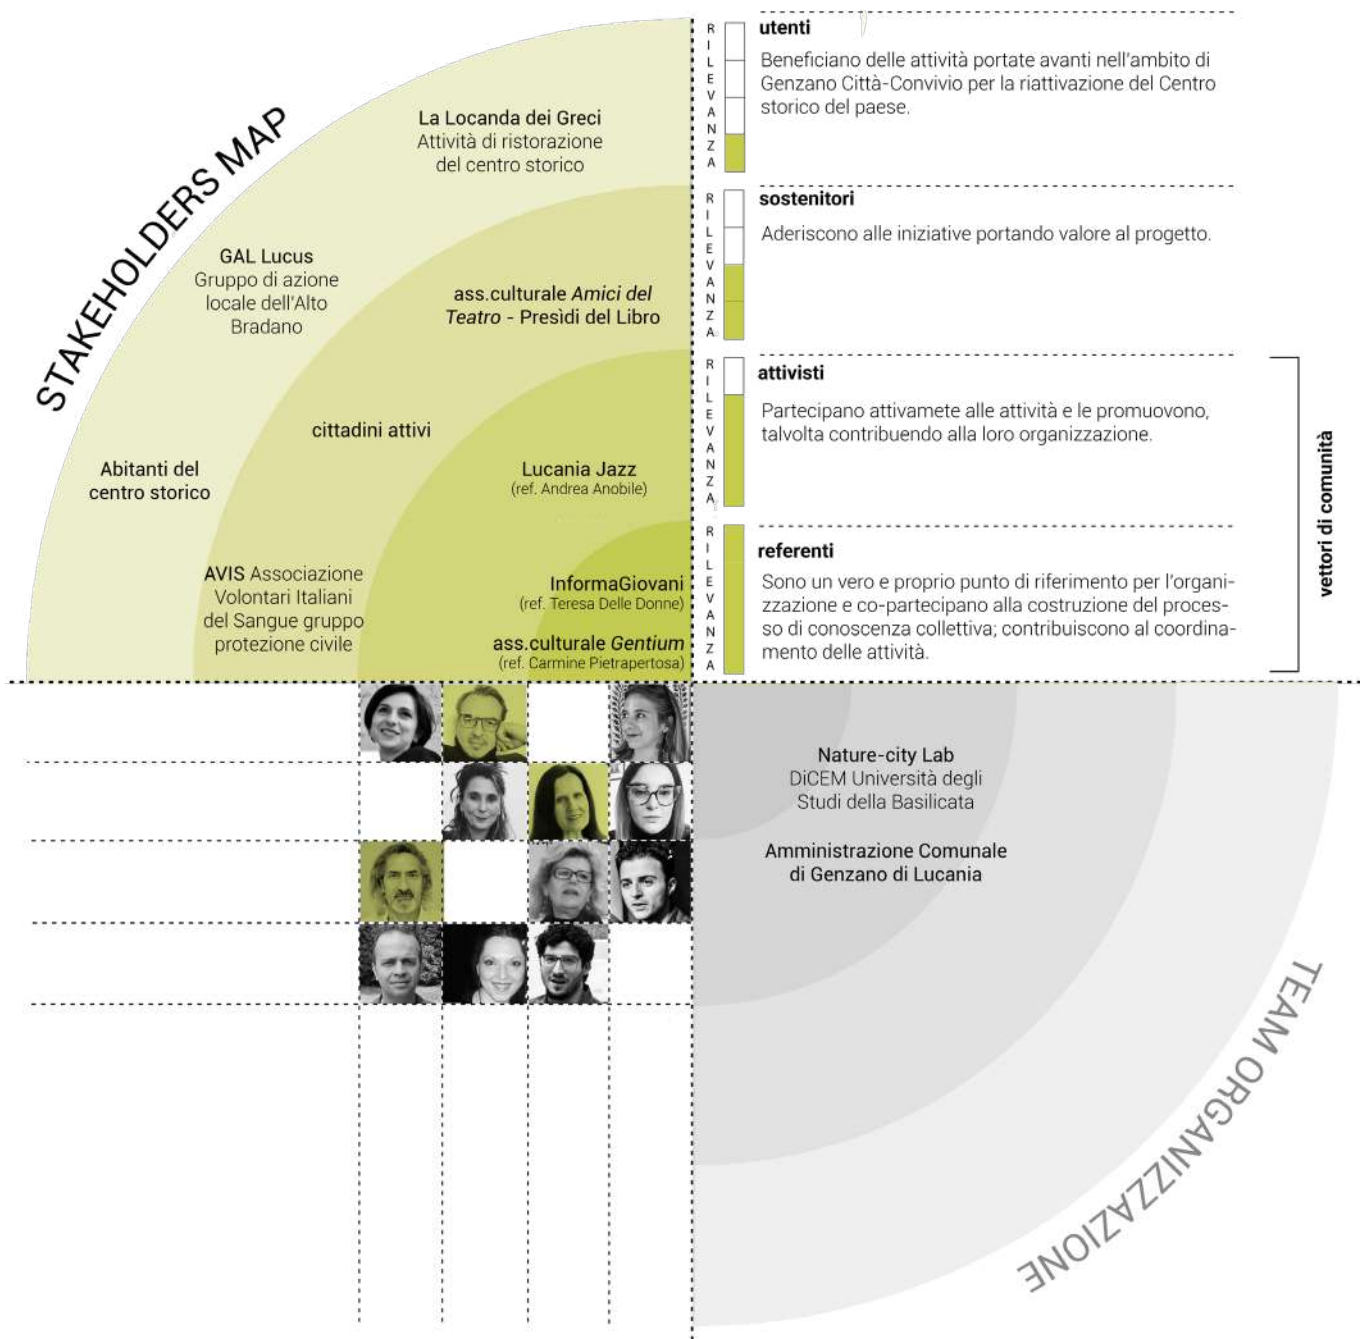 STAKEHOLDERS MAP
La Locanda dei Greci
Attività di ristorazione
del centro storico
GAL Lucus
Gruppo di azione
locale dell'Alto
Bradano
ass.culturale Amici del
Teatro - Presìdi del Libro
cittadini attivi
Abitanti del
centro storico
Lucania Jazz
(ref. Andrea Anobile)
AVIS Associazione
Volontari Italiani
del Sangue gruppo
protezione civile
InformaGiovani
(ref. Teresa Delle Donne)
ass.culturale Gentium
(ref. Carmine Pietrapertosa)
RILEVANZA
utenti
Beneficiano delle attività portate avanti nell'ambito di
Genzano Città-Convivio per la riattivazione del Centro
storico del paese.
RILEVANZA
sostenitori
Aderiscono alle iniziative portando valore al progetto.
RILEVANZA
attivisti
Partecipano attivamete alle attività e le promuovono,
talvolta contribuendo alla loro organizzazione.
RILEVANZA
referenti
Sono un vero e proprio punto di riferimento per l'organi-
zzazione e co-partecipano alla costruzione del proces-
so di conoscenza collettiva; contribuiscono al coordina-
mento delle attività.
vettori di comunità
Nature-city Lab
DiCEM Università degli
Studi della Basilicata
Amministrazione Comunale
di Genzano di Lucania
TEAM ORGANIZZAZIONE